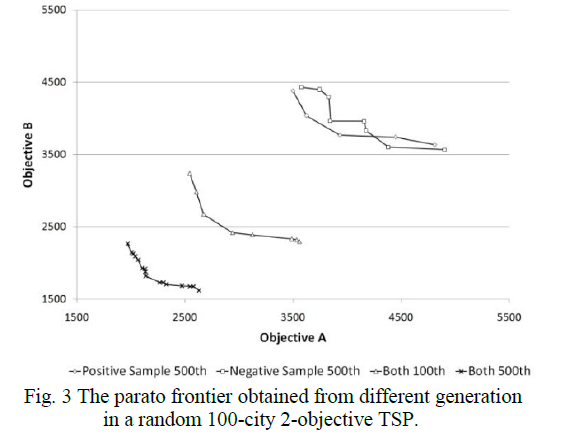 5500
4500
3500
2500
1500
Objective B
1500 2500 3500 4500 5500
Objective A
Positive Sample 500th Negative Sample 500th Both 100th Both 500th
Fig. 3 The parato frontier obtained from different generation
in a random 100-city 2-objective TSP.